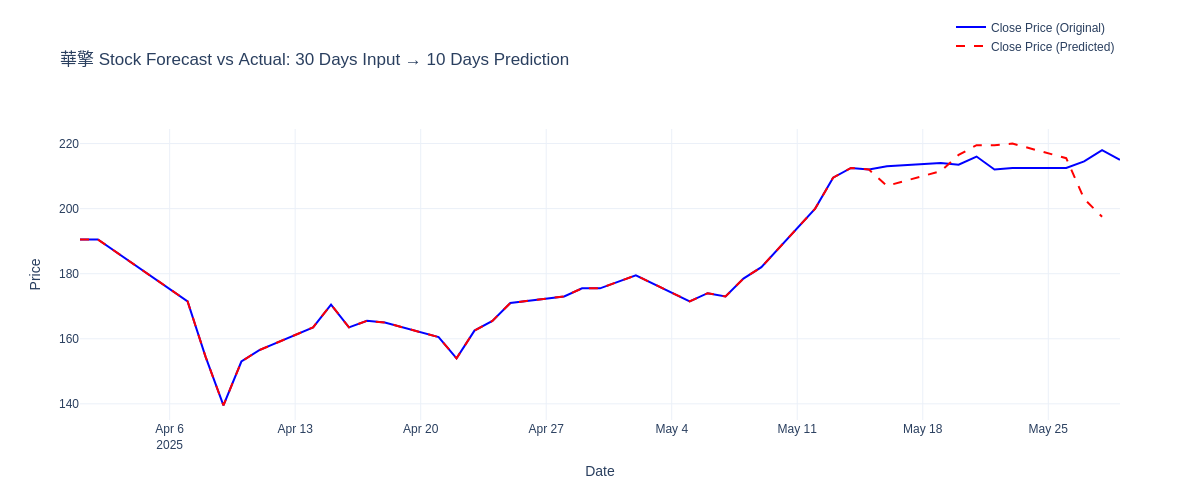 華擎 Stock Forecast vs Actual: 30 Days Input → 10 Days Prediction
Close Price (Original)
Close Price (Predicted)
Price
220
200
180
160
140
Apr 6
2025
Apr 13
Apr 20
Apr 27
May 4
May 11
May 18
May 25
Date